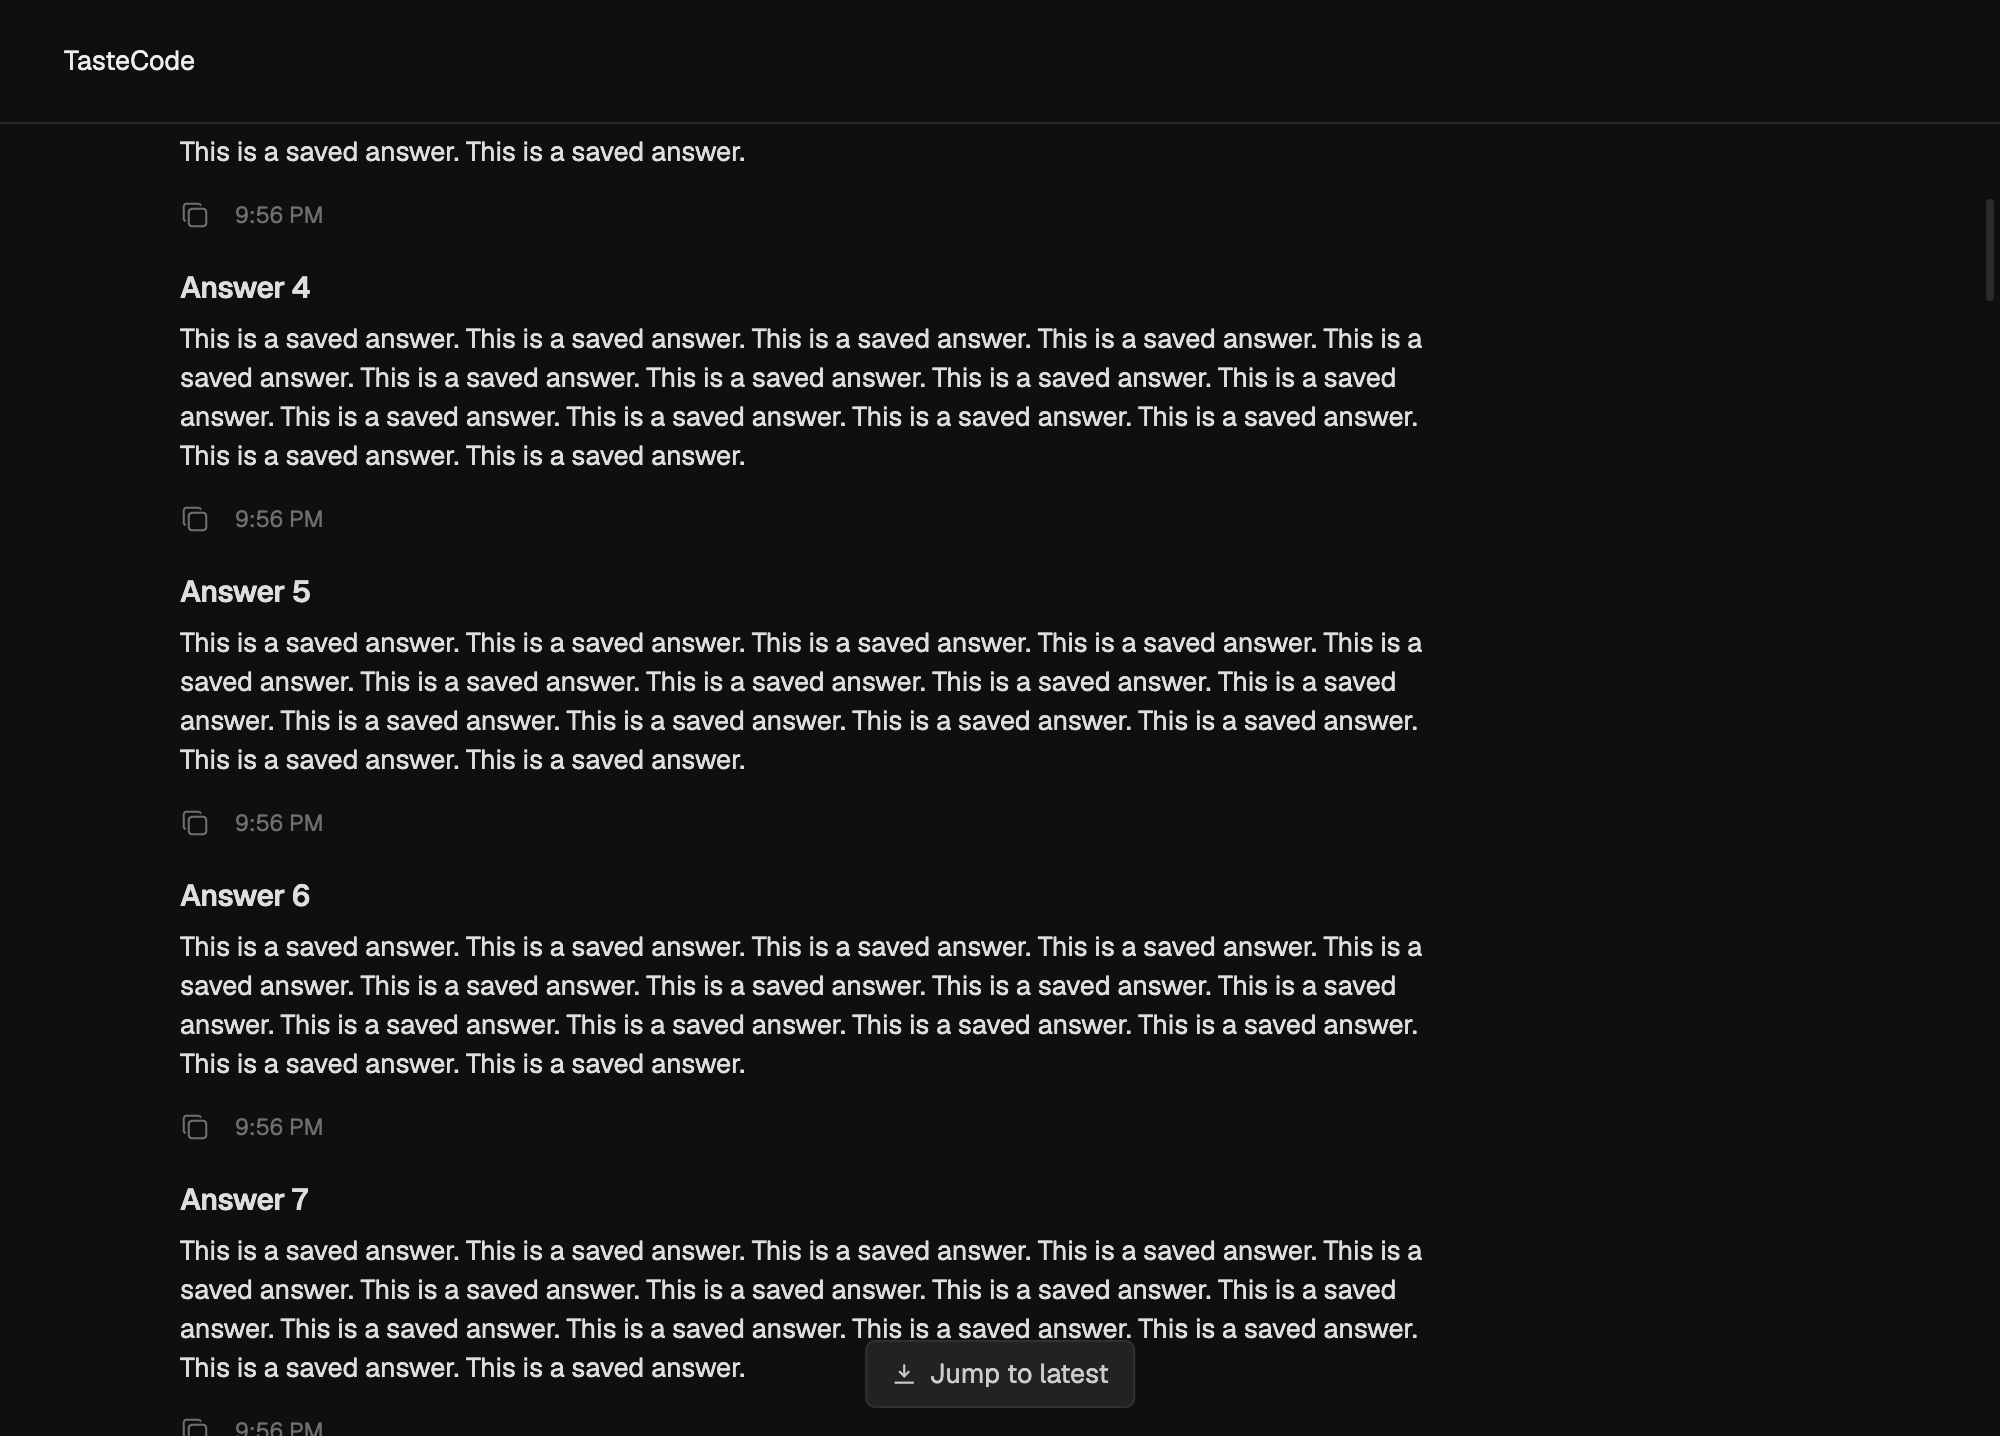 TasteCode
This is a saved answer. This is a saved answer.
9:56 PM
Answer 4
This is a saved answer. This is a saved answer. This is a saved answer. This is a saved answer. This is a
saved answer. This is a saved answer. This is a saved answer. This is a saved answer. This is a saved
answer. This is a saved answer. This is a saved answer. This is a saved answer. This is a saved answer.
This is a saved answer. This is a saved answer.
9:56 PM
Answer 5
This is a saved answer. This is a saved answer. This is a saved answer. This is a saved answer. This is a
saved answer. This is a saved answer. This is a saved answer. This is a saved answer. This is a saved
answer. This is a saved answer. This is a saved answer. This is a saved answer. This is a saved answer.
This is a saved answer. This is a saved answer.
9:56 PM
Answer 6
This is a saved answer. This is a saved answer. This is a saved answer. This is a saved answer. This is a
saved answer. This is a saved answer. This is a saved answer. This is a saved answer. This is a saved
answer. This is a saved answer. This is a saved answer. This is a saved answer. This is a saved answer.
This is a saved answer. This is a saved answer.
9:56 PM
Answer 7
This is a saved answer. This is a saved answer. This is a saved answer. This is a saved answer. This is a
saved answer. This is a saved answer. This is a saved answer. This is a saved answer. This is a saved
answer. This is a saved answer. This is a saved answer. This is a saved answer. This is a saved answer.
This is a saved answer. This is a saved answer.
Jump to latest
9:56 PM